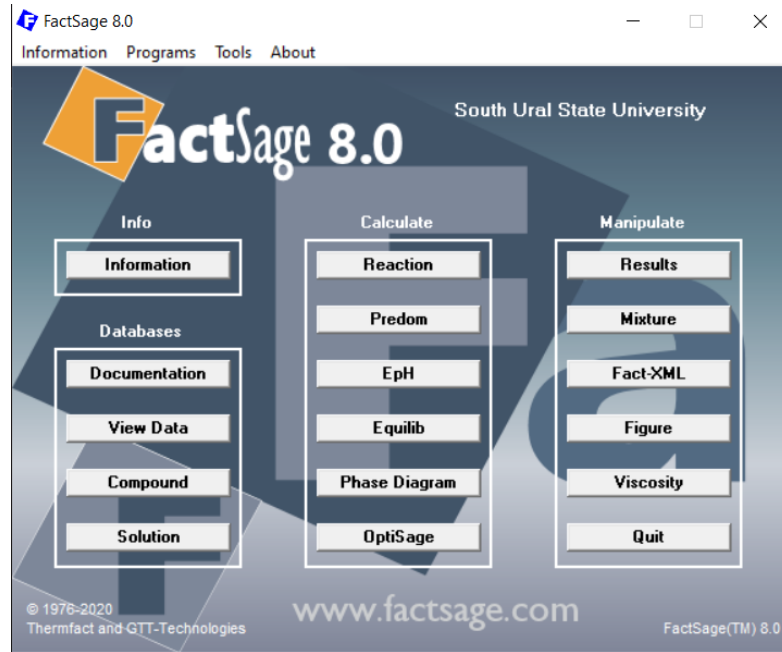 FactSage 8.0
Information Programs Tools About
FactSage 8.0
South Ural State University
Info
Information
Databases
Documentation
View Data
Compound
Solution
Calculate
Reaction
Predom
EpH
Equilib
Phase Diagram
OptiSage
Manipulate
Results
Mixture
Fact-XML
Figure
Viscosity
Quit
© 1976-2020
Thermfact and GTT-Technologies
www.factsage.com
FactSage(TM) 8.0